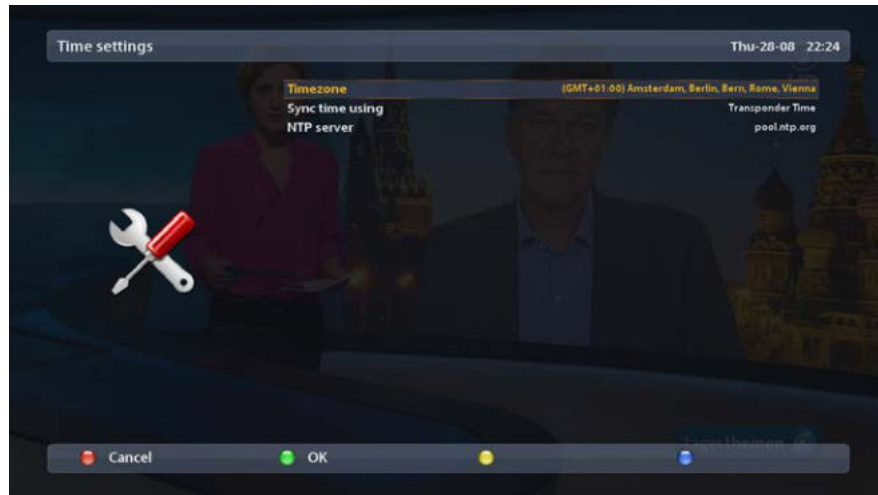 Time settings
Thu-28-08 22:24
Timezone (GMT+01:00) Amsterdam, Berlin, Bern, Rome, Vienna
Sync time using Transponder Time
NTP server pool.ntp.org
tagesthemen
Cancel OK